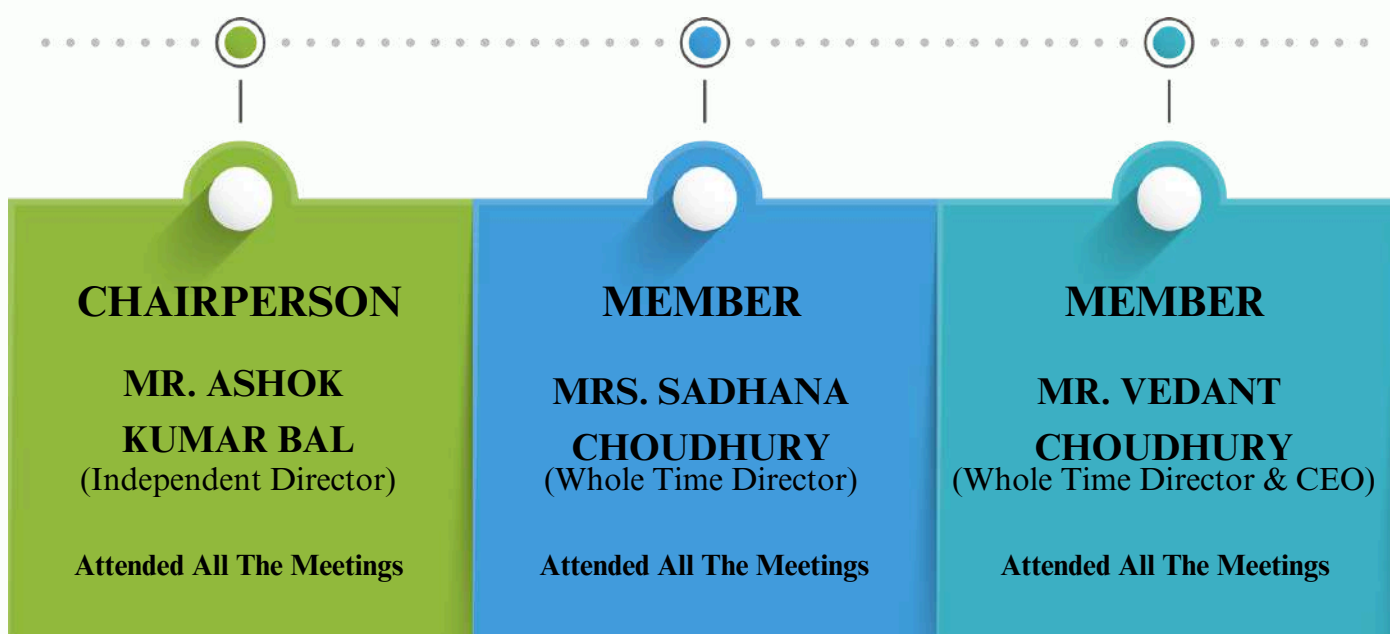 CHAIRPERSON
MR. ASHOK
KUMAR BAL
(Independent Director)
Attended All The Meetings
MEMBER
MRS. SADHANA
CHOUDHURY
(Whole Time Director)
Attended All The Meetings
MEMBER
MR. VEDANT
CHOUDHURY
(Whole Time Director & CEO)
Attended All The Meetings